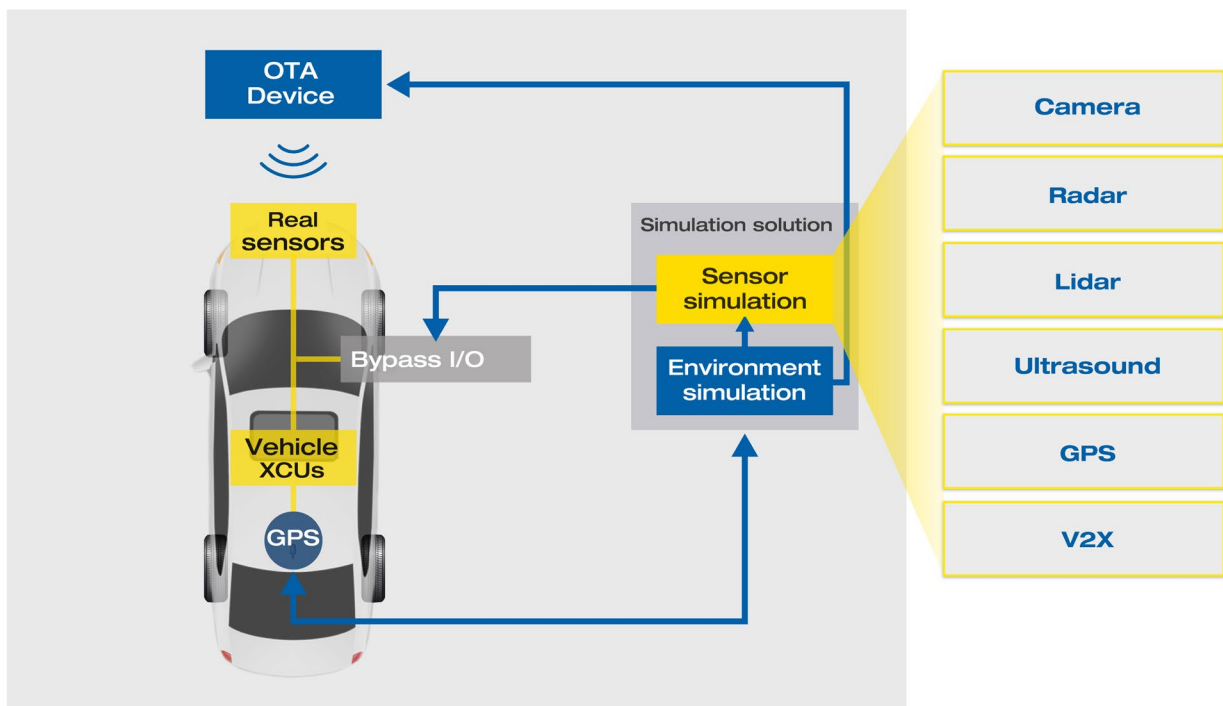 OTA
Device
Real
sensors
Bypass I/O
Vehicle
XCUs
GPS
Simulation solution
Sensor
simulation
Environment
simulation
Camera
Radar
Lidar
Ultrasound
GPS
V2X